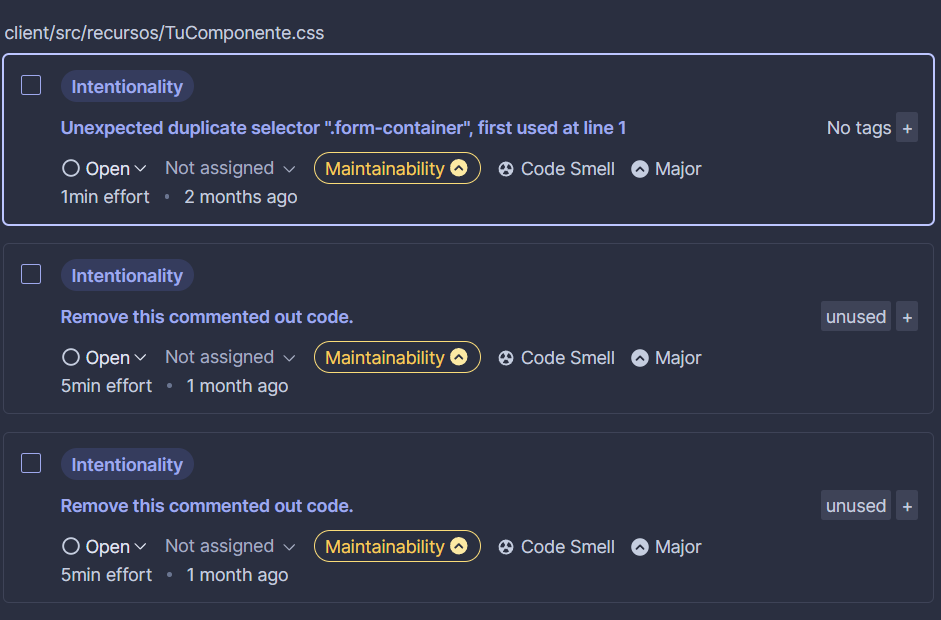 client/src/recursos/TuComponente.css
Intentionality
Unexpected duplicate selector ".form-container", first used at line 1
No tags +
Open Not assigned Maintainability Code Smell Major
1min effort • 2 months ago
Intentionality
Remove this commented out code.
unused +
Open Not assigned Maintainability Code Smell Major
5min effort • 1 month ago
Intentionality
Remove this commented out code.
unused +
Open Not assigned Maintainability Code Smell Major
5min effort • 1 month ago